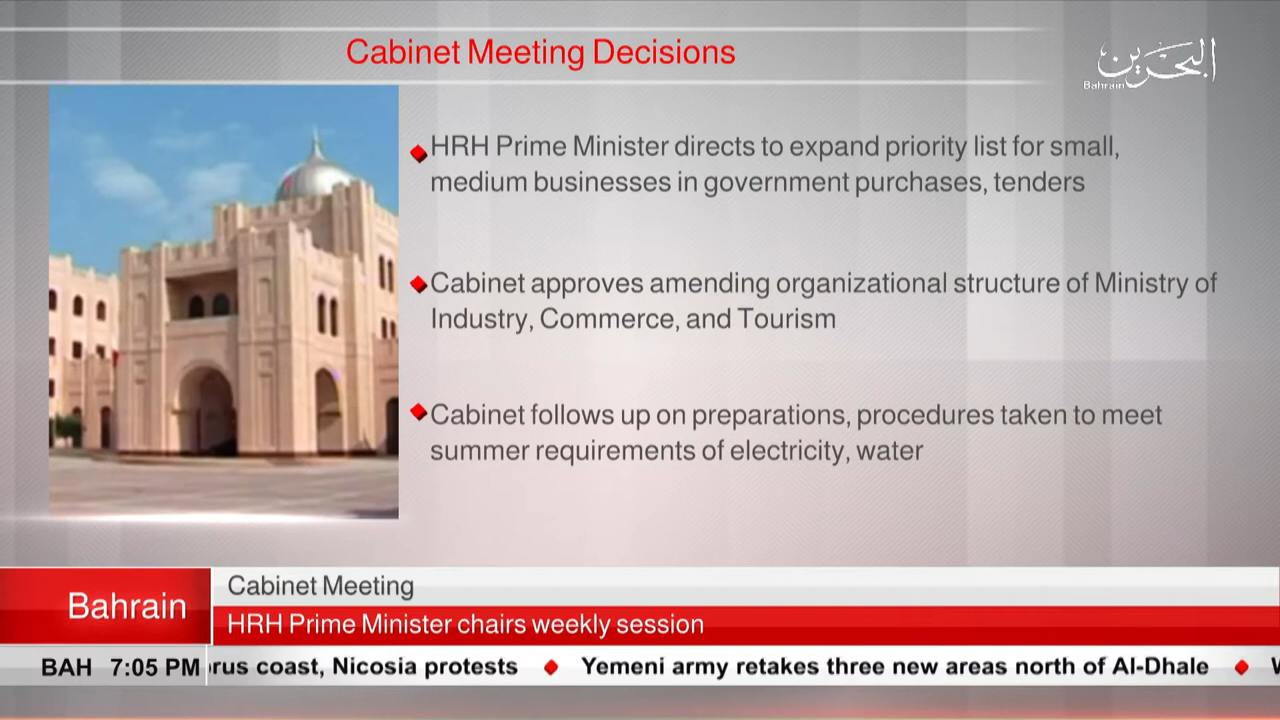 Cabinet Meeting Decisions
البحرين
Bahrain
HRH Prime Minister directs to expand priority list for small,
medium businesses in government purchases, tenders
Cabinet approves amending organizational structure of Ministry of
Industry, Commerce, and Tourism
Cabinet follows up on preparations, procedures taken to meet
summer requirements of electricity, water
Bahrain
Cabinet Meeting
HRH Prime Minister chairs weekly session
BAH 7:05 PM rus coast, Nicosia protests Yemeni army retakes three new areas north of Al-Dhale